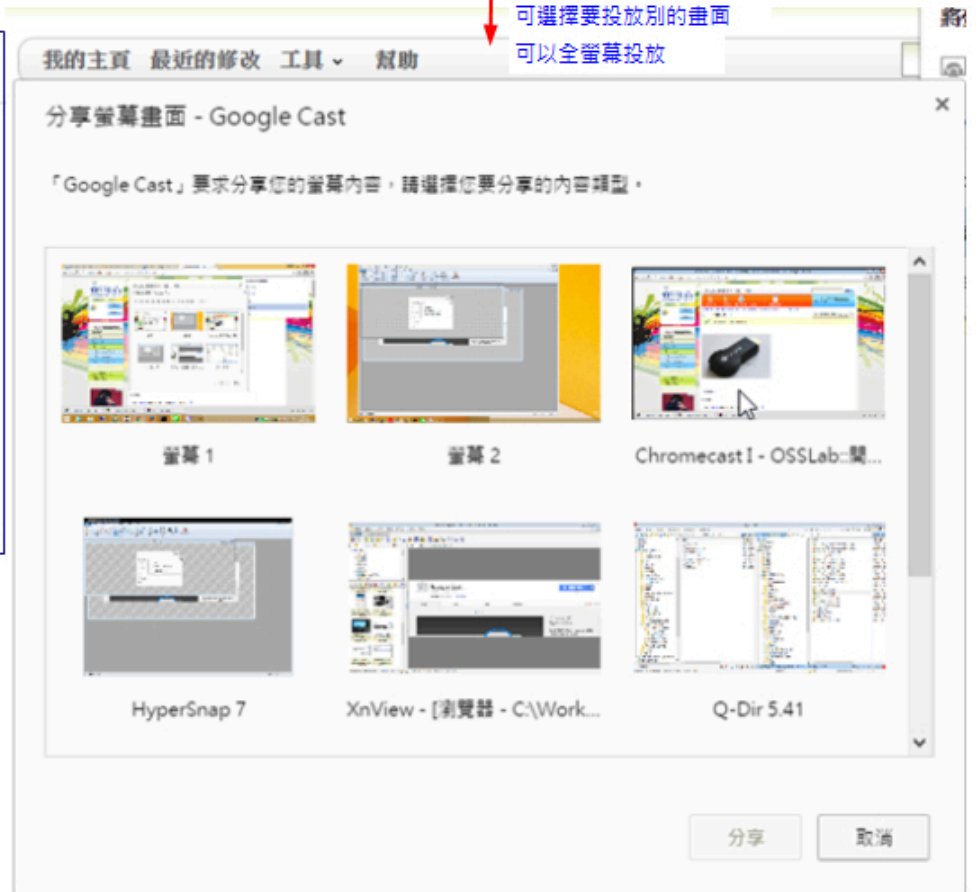 可選擇要投放別的畫面
可以全螢幕投放
我的主頁 最近的修改 工具 幫助
分享螢幕畫面 - Google Cast
「Google Cast」要求分享您的螢幕內容，請選擇您要分享的內容類型。
螢幕 1
螢幕 2
Chromecast I - OSSLab::開...
HyperSnap 7
XnView - [瀏覽器 - C:\Work...
Q-Dir 5.41
分享
取消